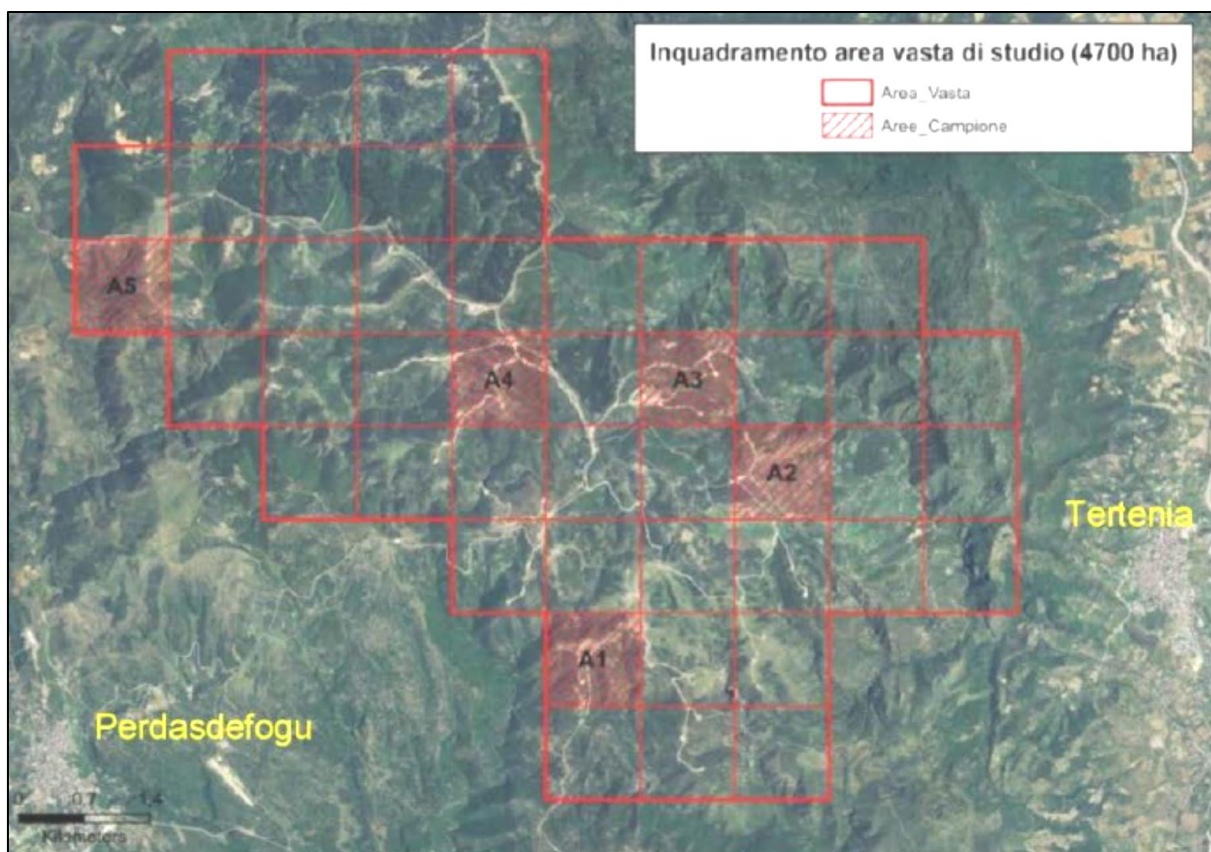 Inquadramento area vasta di studio (4700 ha)
Area_Vasta
Aree_Campione
A5
A4
A3
A2
Tertenia
A1
Perdasdefogu
0 0,7 1,4
Kilometers